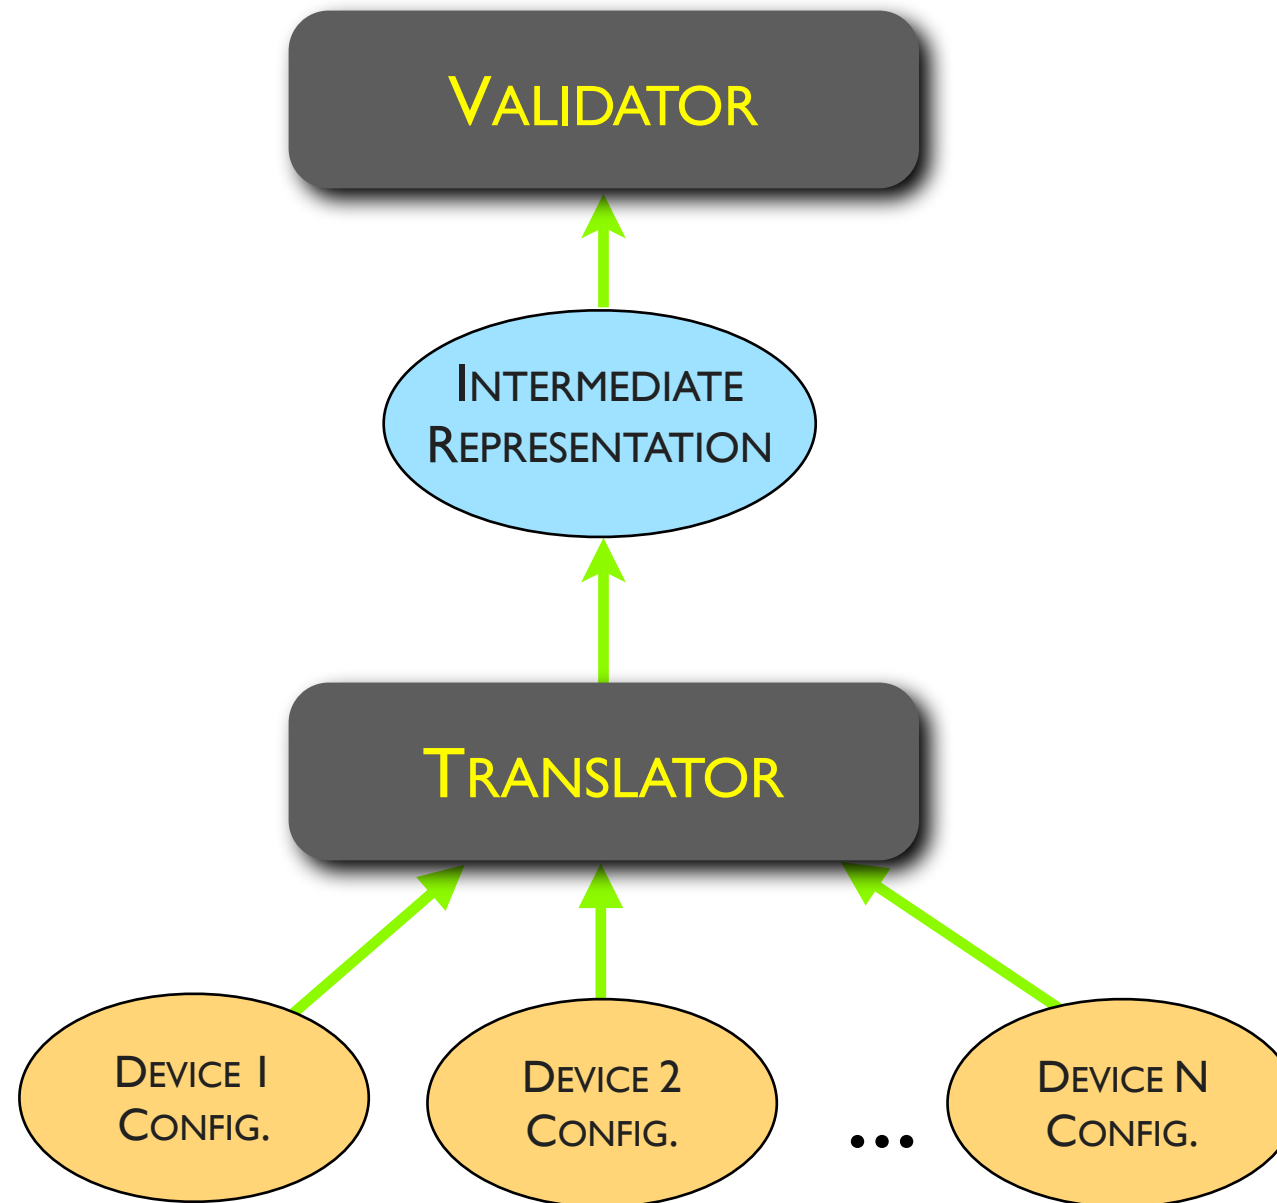 VALIDATOR
INTERMEDIATE
REPRESENTATION
TRANSLATOR
DEVICE 1
CONFIG.
DEVICE 2
CONFIG.
...
DEVICE N
CONFIG.